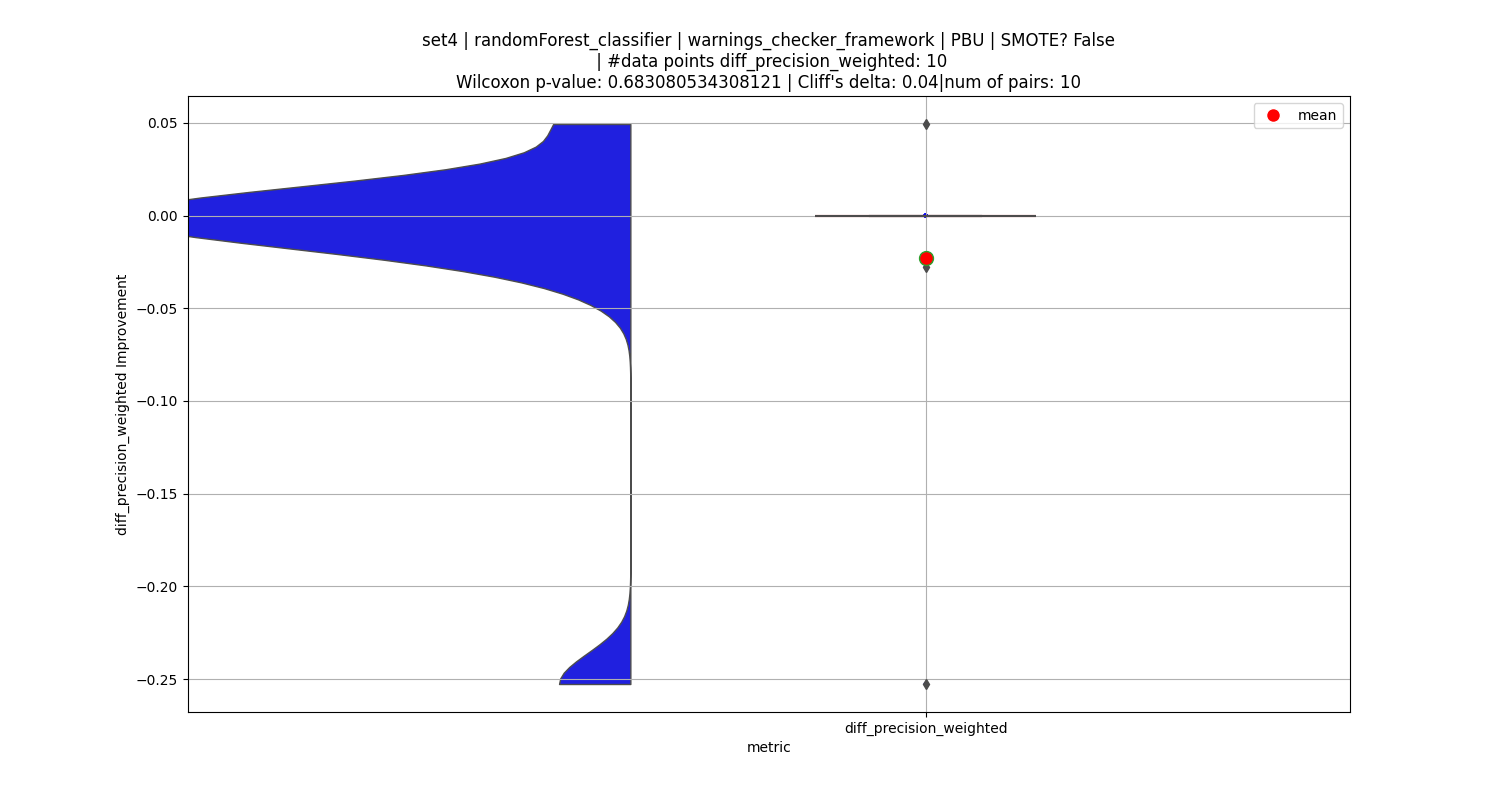 set4 | randomForest_classifier | warnings_checker_framework | PBU | SMOTE? False
| #data points diff_precision_weighted: 10
Wilcoxon p-value: 0.683080534308121 | Cliff's delta: 0.04|num of pairs: 10
mean
0.05
0.00
−0.05
−0.10
−0.15
−0.20
−0.25
diff_precision_weighted Improvement
diff_precision_weighted
metric